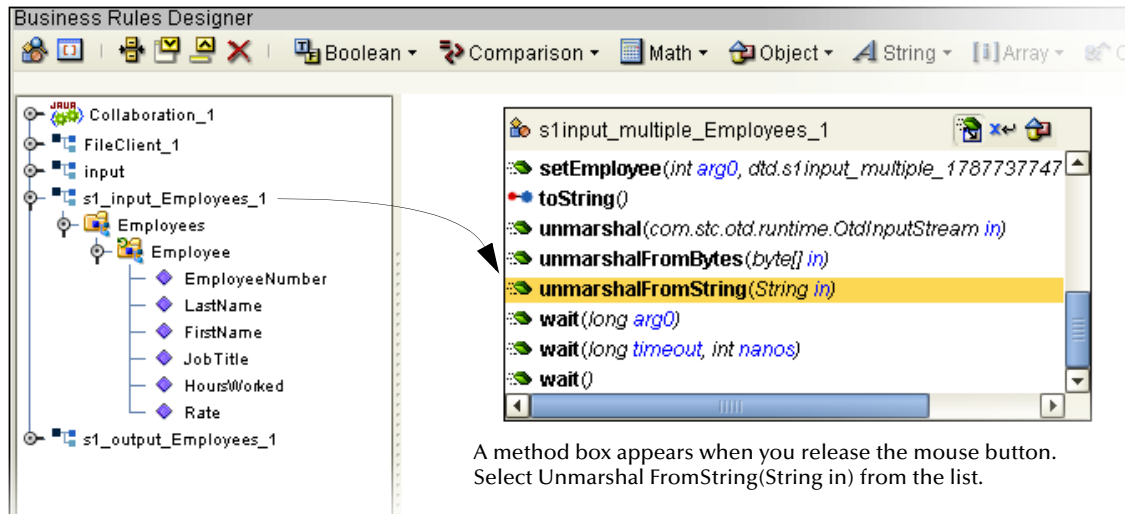 Business Rules Designer
Boolean Comparison Math Object String Array
JAVA
Collaboration_1
FileClient_1
input
s1_input_Employees_1
Employees
Employee
EmployeeNumber
LastName
FirstName
JobTitle
HoursWorked
Rate
s1_output_Employees_1
s1input_multiple_Employees_1
setEmployee(int arg0, dtd.s1input_multiple_1787737747
toString()
unmarshal(com.stc.otd.runtime.OtdInputStream in)
unmarshalFromBytes(byte[] in)
unmarshalFromString(String in)
wait(long arg0)
wait(long timeout, int nanos)
wait()
A method box appears when you release the mouse button.
Select Unmarshal FromString(String in) from the list.